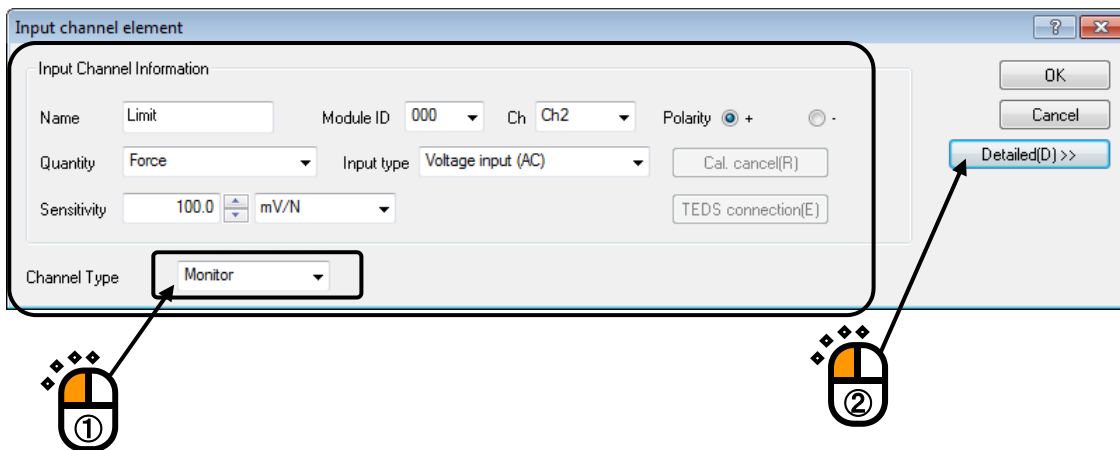 Input channel element
Input Channel Information
OK
Name Limit Module ID 000 Ch Ch2 Polarity + -
Cancel
Quantity Force Input type Voltage input (AC) Cal. cancel(R)
Detailed(D) >>
Sensitivity 100.0 mV/N TEDS connection(E)
Channel Type Monitor
①
②